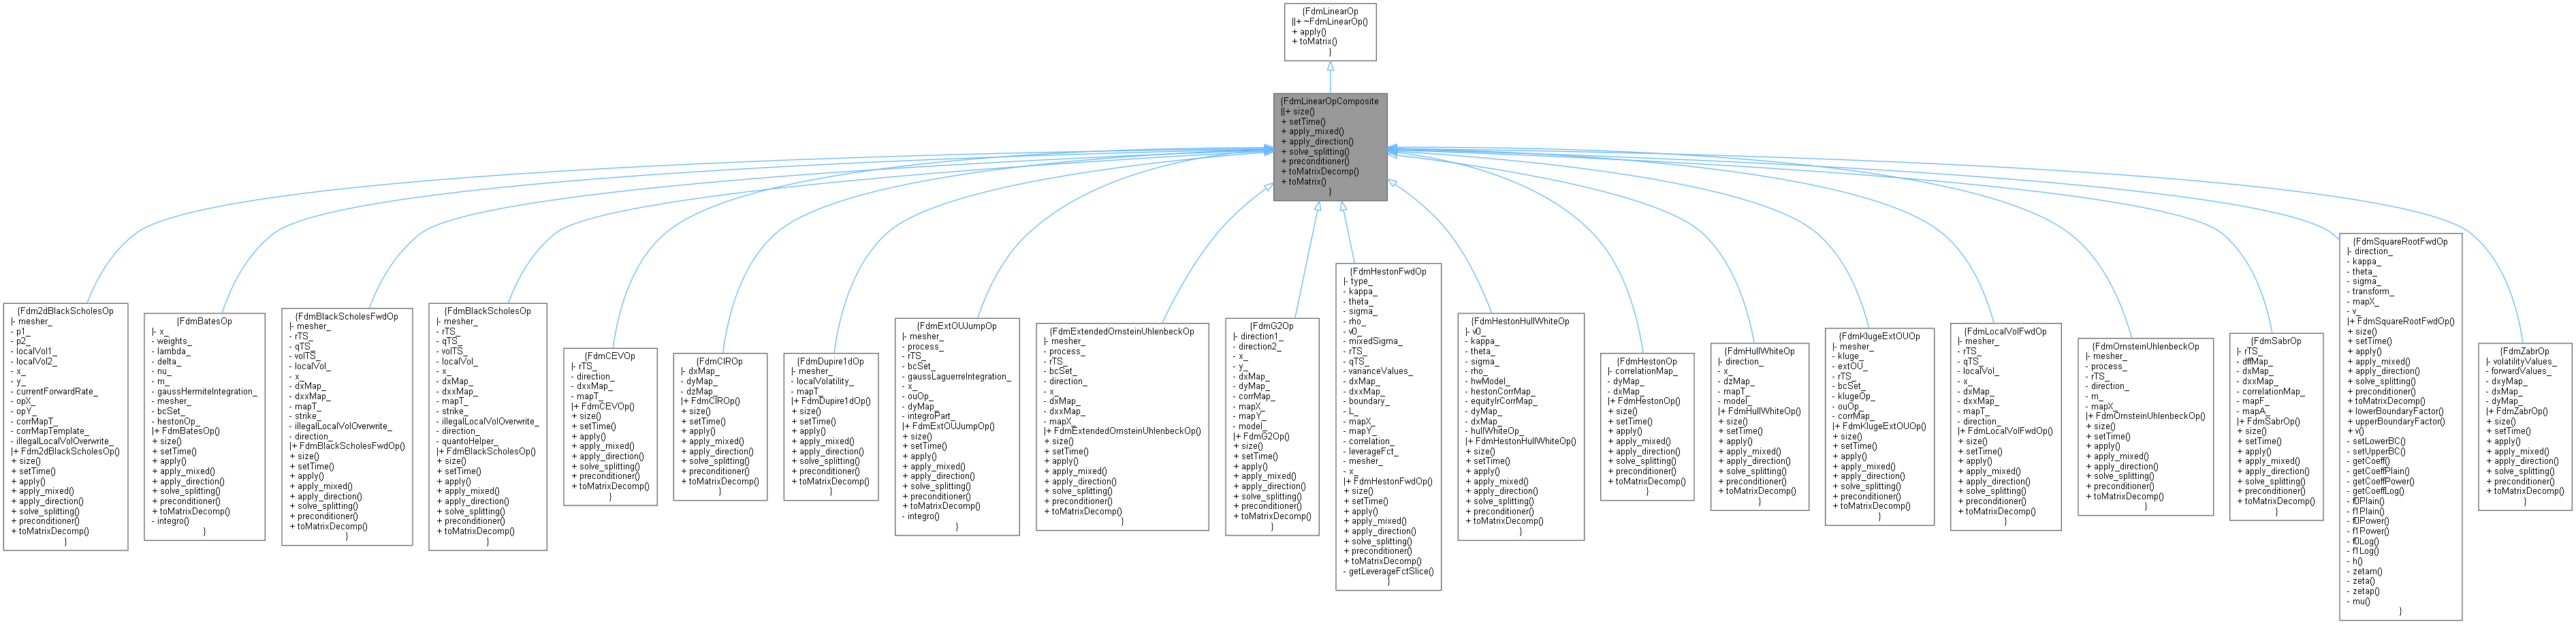 {FdmLinearOp
||+ ~FdmLinearOp()
+ apply()
+ toMatrix()
}
{FdmLinearOpComposite
||+ size()
+ setTime()
+ apply_mixed()
+ apply_direction()
+ solve_splitting()
+ preconditioner()
+ toMatrixDecomp()
+ toMatrix()
}
{Fdm2dBlackScholesOp
|- mesher_
- p1_
- p2_
- localVol1_
- localVol2_
- x_
- y_
- currentForwardRate_
- opX_
- opY_
- corrMapT_
- corrMapTemplate_
- illegalLocalVolOverwrite_
|+ Fdm2dBlackScholesOp()
+ size()
+ setTime()
+ apply()
+ apply_mixed()
+ apply_direction()
+ solve_splitting()
+ preconditioner()
+ toMatrixDecomp()
}
{FdmBatesOp
|- x_
- weights_
- lambda_
- delta_
- nu_
- m_
- gaussHermiteIntegration_
- mesher_
- bcSet_
- hestonOp_
|+ FdmBatesOp()
+ size()
+ setTime()
+ apply()
+ apply_mixed()
+ apply_direction()
+ solve_splitting()
+ preconditioner()
+ toMatrixDecomp()
- integro()
}
{FdmBlackScholesFwdOp
|- mesher_
- rTS_
- qTS_
- volTS_
- localVol_
- x_
- dxMap_
- dxxMap_
- mapT_
- strike_
- illegalLocalVolOverwrite_
- direction_
|+ FdmBlackScholesFwdOp()
+ size()
+ setTime()
+ apply()
+ apply_mixed()
+ apply_direction()
+ solve_splitting()
+ preconditioner()
+ toMatrixDecomp()
}
{FdmBlackScholesOp
|- mesher_
- rTS_
- qTS_
- volTS_
- localVol_
- x_
- dxMap_
- dxxMap_
- mapT_
- strike_
- illegalLocalVolOverwrite_
- direction_
- quantoHelper_
|+ FdmBlackScholesOp()
+ size()
+ setTime()
+ apply()
+ apply_mixed()
+ apply_direction()
+ solve_splitting()
+ preconditioner()
+ toMatrixDecomp()
}
{FdmCEVOp
|- rTS_
- direction_
- dxxMap_
- mapT_
|+ FdmCEVOp()
+ size()
+ setTime()
+ apply()
+ apply_mixed()
+ apply_direction()
+ solve_splitting()
+ preconditioner()
+ toMatrixDecomp()
}
{FdmCIROp
|- dxMap_
- dyMap_
- dzMap_
|+ FdmCIROp()
+ size()
+ setTime()
+ apply()
+ apply_mixed()
+ apply_direction()
+ solve_splitting()
+ preconditioner()
+ toMatrixDecomp()
}
{FdmDupire1dOp
|- mesher_
- localVolatility_
- mapT_
|+ FdmDupire1dOp()
+ size()
+ setTime()
+ apply()
+ apply_mixed()
+ apply_direction()
+ solve_splitting()
+ preconditioner()
+ toMatrixDecomp()
}
{FdmExtOUJumpOp
|- mesher_
- process_
- rTS_
- bcSet_
- gaussLaguerreIntegration_
- x_
- ouOp_
- dyMap_
- integroPart_
|+ FdmExtOUJumpOp()
+ size()
+ setTime()
+ apply()
+ apply_mixed()
+ apply_direction()
+ solve_splitting()
+ preconditioner()
+ toMatrixDecomp()
- integro()
}
{FdmExtendedOrnsteinUhlenbeckOp
|- mesher_
- process_
- rTS_
- bcSet_
- direction_
- x_
- dxMap_
- dxxMap_
- mapX_
|+ FdmExtendedOrnsteinUhlenbeckOp()
+ size()
+ setTime()
+ apply()
+ apply_mixed()
+ apply_direction()
+ solve_splitting()
+ preconditioner()
+ toMatrixDecomp()
}
{FdmG2Op
|- direction1_
- direction2_
- x_
- y_
- dxMap_
- dyMap_
- corrMap_
- mapX_
- mapY_
- model_
|+ FdmG2Op()
+ size()
+ setTime()
+ apply()
+ apply_mixed()
+ apply_direction()
+ solve_splitting()
+ preconditioner()
+ toMatrixDecomp()
}
{FdmHestonFwdOp
|- type_
- kappa_
- theta_
- sigma_
- rho_
- v0_
- mixedSigma_
- rTS_
- qTS_
- varianceValues_
- dxMap_
- dxxMap_
- boundary_
- L_
- mapX_
- mapY_
- correlation_
- leverageFct_
- mesher_
- x_
|+ FdmHestonFwdOp()
+ size()
+ setTime()
+ apply()
+ apply_mixed()
+ apply_direction()
+ solve_splitting()
+ preconditioner()
+ toMatrixDecomp()
- getLeverageFctSlice()
}
{FdmHestonHullWhiteOp
|- v0_
- kappa_
- theta_
- sigma_
- rho_
- hwModel_
- hestonCorrMap_
- equityIrCorrMap_
- dyMap_
- dxMap_
- hullWhiteOp_
|+ FdmHestonHullWhiteOp()
+ size()
+ setTime()
+ apply()
+ apply_mixed()
+ apply_direction()
+ solve_splitting()
+ preconditioner()
+ toMatrixDecomp()
}
{FdmHestonOp
|- correlationMap_
- dyMap_
- dxMap_
|+ FdmHestonOp()
+ size()
+ setTime()
+ apply()
+ apply_mixed()
+ apply_direction()
+ solve_splitting()
+ preconditioner()
+ toMatrixDecomp()
}
{FdmHullWhiteOp
|- direction_
- x_
- dzMap_
- mapT_
- model_
|+ FdmHullWhiteOp()
+ size()
+ setTime()
+ apply()
+ apply_mixed()
+ apply_direction()
+ solve_splitting()
+ preconditioner()
+ toMatrixDecomp()
}
{FdmKlugeExtOUOp
|- mesher_
- kluge_
- extOU_
- rTS_
- bcSet_
- klugeOp_
- ouOp_
- corrMap_
|+ FdmKlugeExtOUOp()
+ size()
+ setTime()
+ apply()
+ apply_mixed()
+ apply_direction()
+ solve_splitting()
+ preconditioner()
+ toMatrixDecomp()
}
{FdmLocalVolFwdOp
|- mesher_
- rTS_
- qTS_
- localVol_
- x_
- dxMap_
- dxxMap_
- mapT_
- direction_
|+ FdmLocalVolFwdOp()
+ size()
+ setTime()
+ apply()
+ apply_mixed()
+ apply_direction()
+ solve_splitting()
+ preconditioner()
+ toMatrixDecomp()
}
{FdmOrnsteinUhlenbeckOp
|- mesher_
- process_
- rTS_
- direction_
- m_
- mapX_
|+ FdmOrnsteinUhlenbeckOp()
+ size()
+ setTime()
+ apply()
+ apply_mixed()
+ apply_direction()
+ solve_splitting()
+ preconditioner()
+ toMatrixDecomp()
}
{FdmSabrOp
|- rTS_
- dffMap_
- dxMap_
- dxxMap_
- correlationMap_
- mapF_
- mapA_
|+ FdmSabrOp()
+ size()
+ setTime()
+ apply()
+ apply_mixed()
+ apply_direction()
+ solve_splitting()
+ preconditioner()
+ toMatrixDecomp()
}
{FdmSquareRootFwdOp
|- direction_
- kappa_
- theta_
- sigma_
- transform_
- mapX_
- v_
|+ FdmSquareRootFwdOp()
+ size()
+ setTime()
+ apply()
+ apply_mixed()
+ apply_direction()
+ solve_splitting()
+ preconditioner()
+ toMatrixDecomp()
+ lowerBoundaryFactor()
+ upperBoundaryFactor()
+ v()
- setLowerBC()
- setUpperBC()
- getCoeff()
- getCoeffPlain()
- getCoeffPower()
- getCoeffLog()
- f0Plain()
- f1Plain()
- f0Power()
- f1Power()
- f0Log()
- f1Log()
- h()
- zetam()
- zeta()
- zetap()
- mu()
}
{FdmZabrOp
|- volatilityValues_
- forwardValues_
- dxyMap_
- dxMap_
- dyMap_
|+ FdmZabrOp()
+ size()
+ setTime()
+ apply()
+ apply_mixed()
+ apply_direction()
+ solve_splitting()
+ preconditioner()
+ toMatrixDecomp()
}